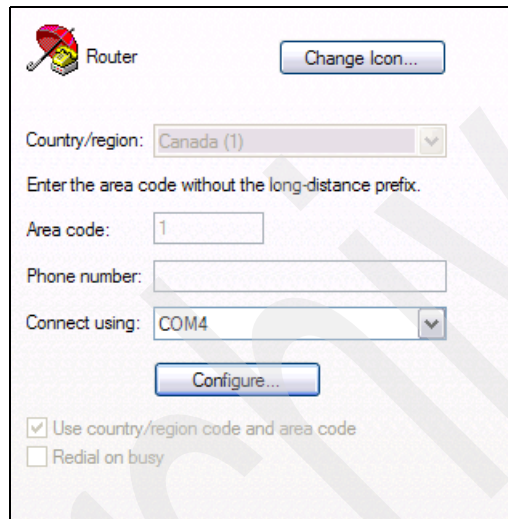 Router
Change Icon...
Country/region: Canada (1)
Enter the area code without the long-distance prefix.
Area code: 1
Phone number:
Connect using: COM4
Configure...
Use country/region code and area code
Redial on busy